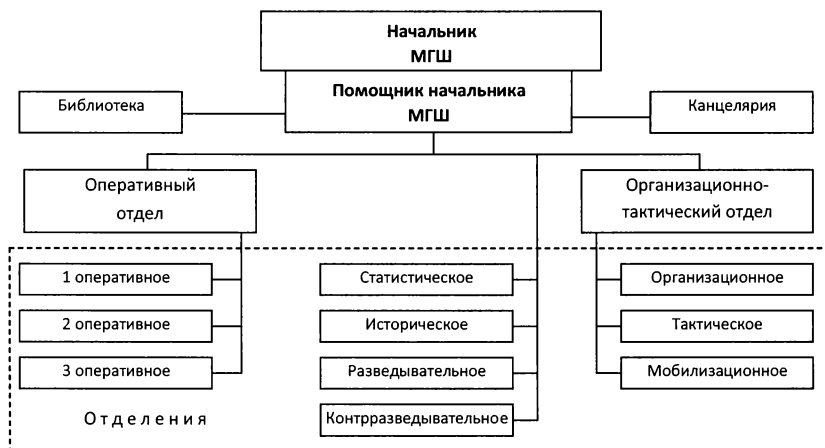 Начальник
МГШ
Помощник начальника
МГШ
Библиотека
Канцелярия
Оперативный
отдел
Организационно-
тактический отдел
1 оперативное
Статистическое
Организационное
2 оперативное
Историческое
Тактическое
3 оперативное
Разведывательное
Мобилизационное
Отделения
Контрразведывательное